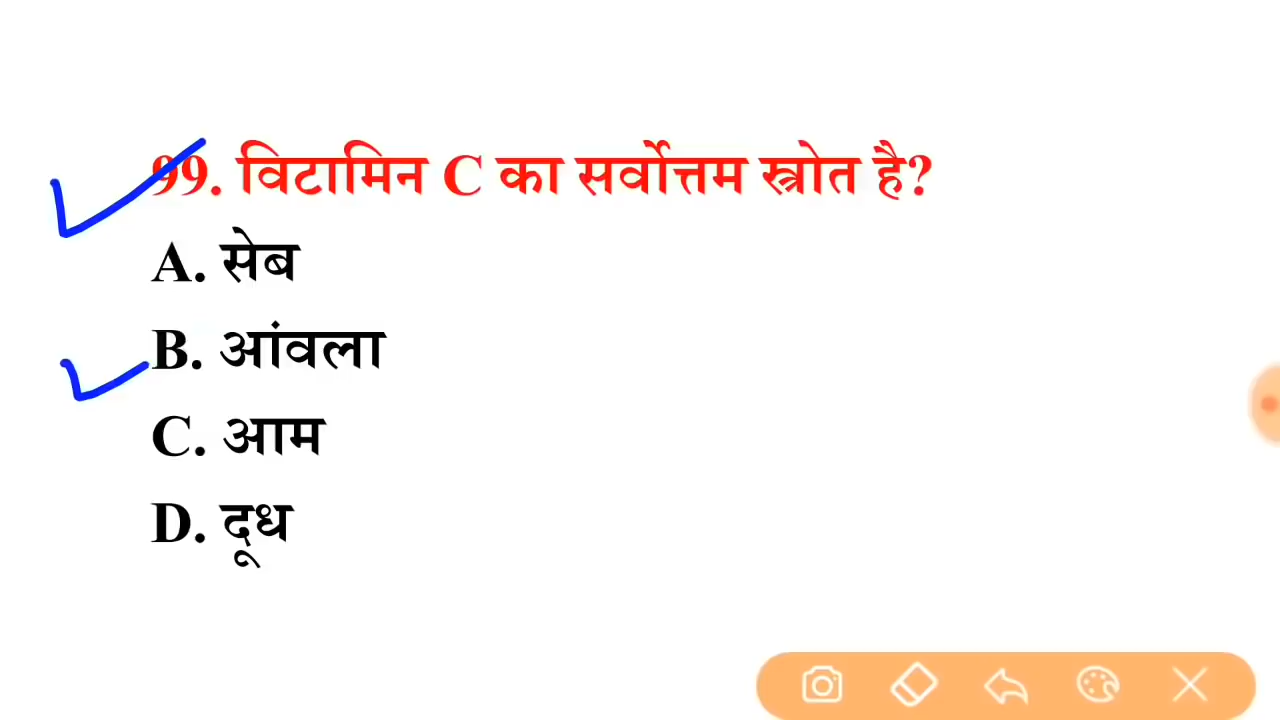 99. विटामिन C का सर्वोत्तम स्त्रोत है?
A. सेब
B. आंवला
C. आम
D. दूध